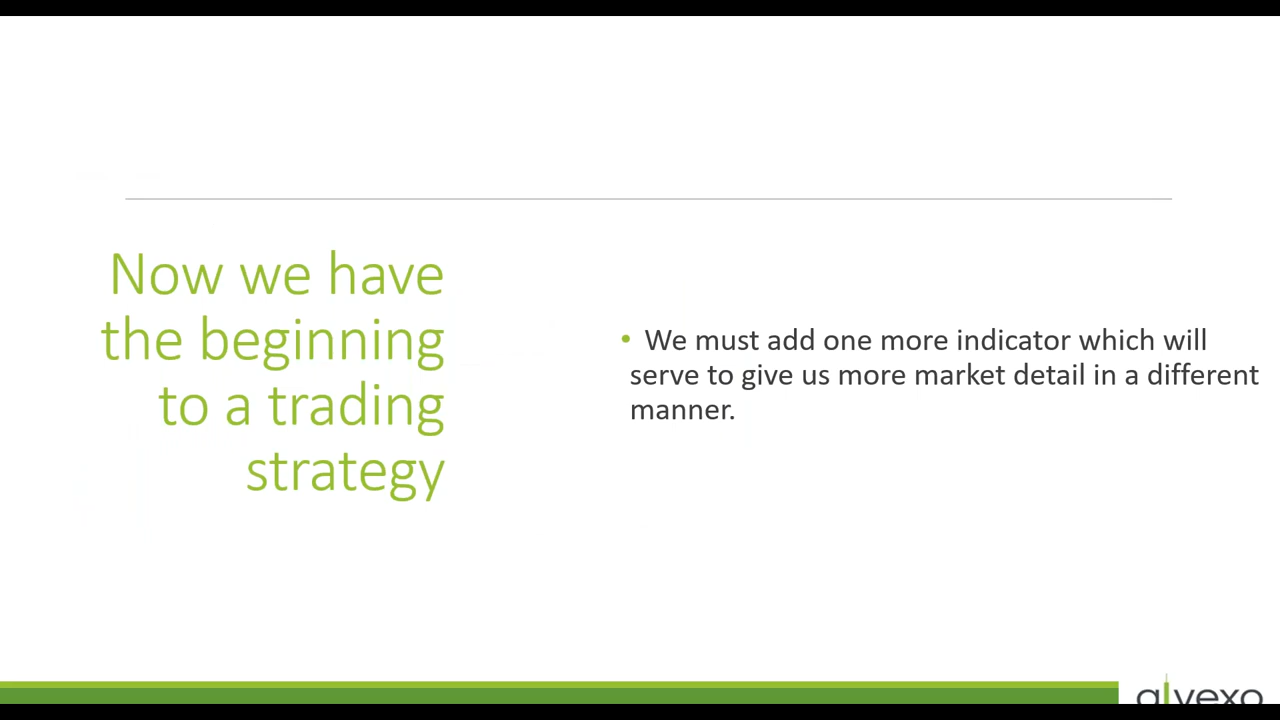 Now we have
the beginning
to a trading
strategy
• We must add one more indicator which will
serve to give us more market detail in a different
manner.
alvexo